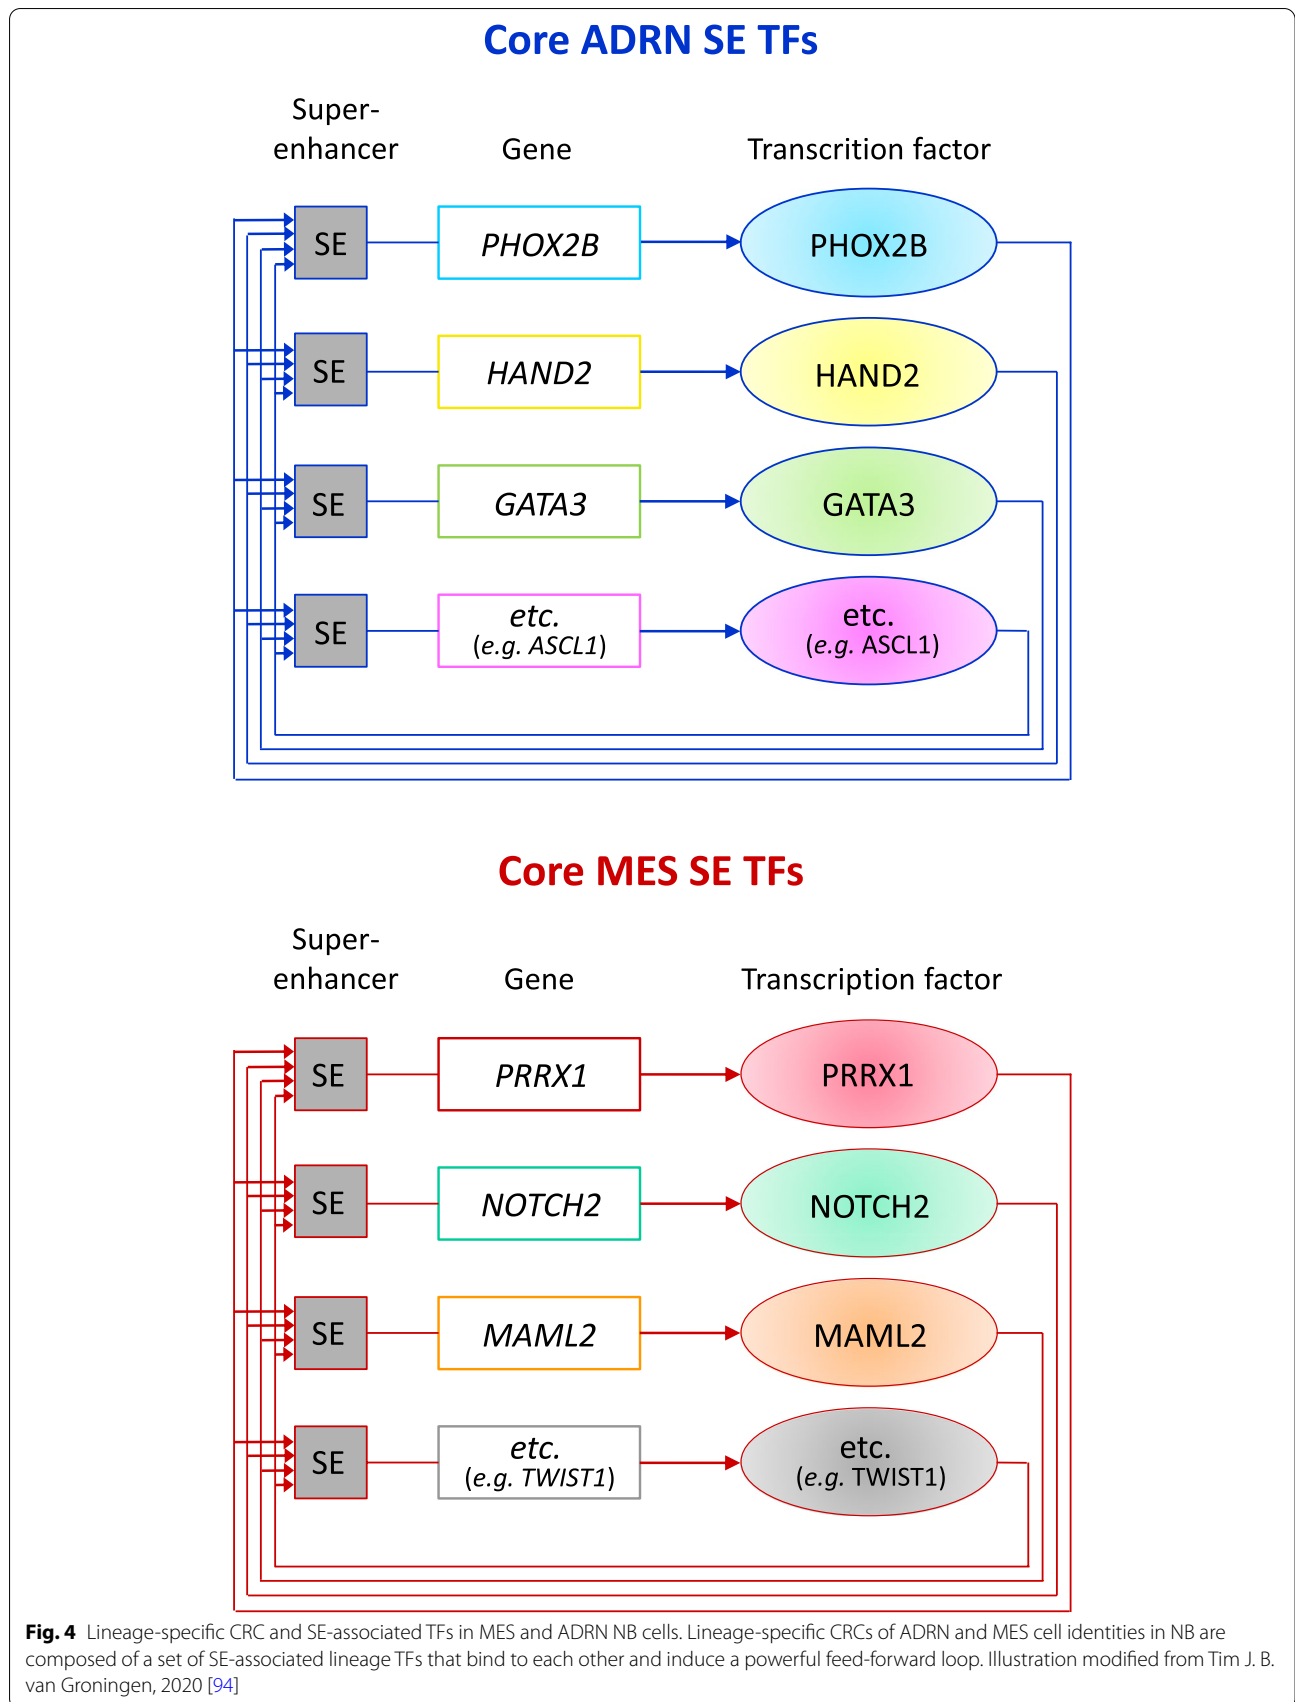 Core ADRN SE TFs
Super-
enhancer
Gene
Transcrition factor
SE
PHOX2B
PHOX2B
SE
HAND2
HAND2
SE
GATA3
GATA3
SE
etc.
(e.g. ASCL1)
etc.
(e.g. ASCL1)
Core MES SE TFs
Super-
enhancer
Gene
Transcription factor
SE
PRRX1
PRRX1
SE
NOTCH2
NOTCH2
SE
MAML2
MAML2
SE
etc.
(e.g. TWIST1)
etc.
(e.g. TWIST1)
Fig. 4 Lineage-specific CRC and SE-associated TFs in MES and ADRN NB cells. Lineage-specific CRCs of ADRN and MES cell identities in NB are
composed of a set of SE-associated lineage TFs that bind to each other and induce a powerful feed-forward loop. Illustration modified from Tim J. B.
van Groningen, 2020 [94]